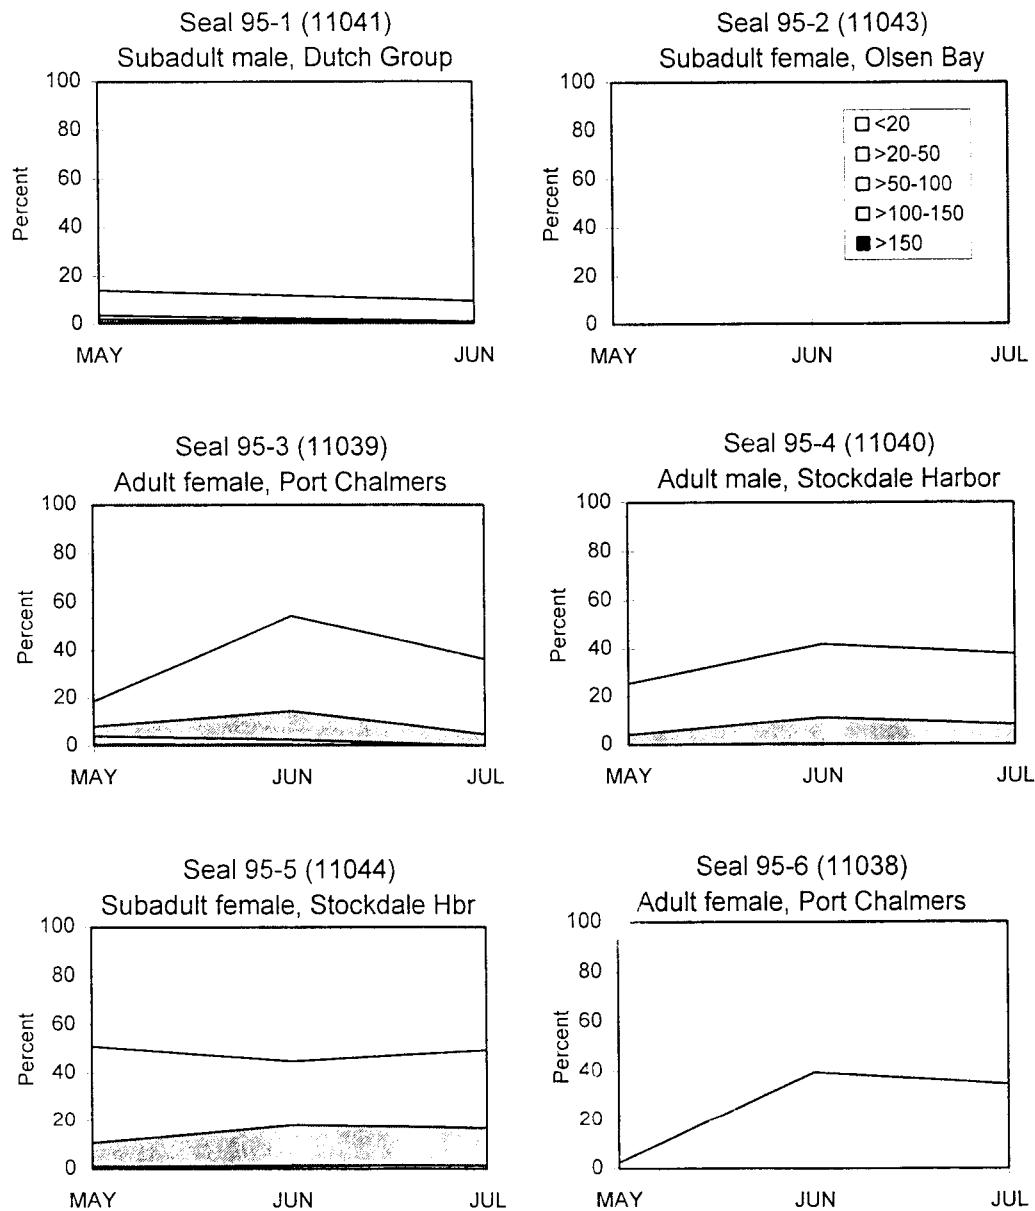 Seal 95-1 (11041)
Subadult male, Dutch Group
100
80
60
40
20
0
Percent
MAY JUN
Seal 95-2 (11043)
Subadult female, Olsen Bay
100
80
60
40
20
0
Percent
<20
>20-50
>50-100
>100-150
>150
MAY JUN JUL
Seal 95-3 (11039)
Adult female, Port Chalmers
100
80
60
40
20
0
Percent
MAY JUN JUL
Seal 95-4 (11040)
Adult male, Stockdale Harbor
100
80
60
40
20
0
Percent
MAY JUN JUL
Seal 95-5 (11044)
Subadult female, Stockdale Hbr
100
80
60
40
20
0
Percent
MAY JUN JUL
Seal 95-6 (11038)
Adult female, Port Chalmers
100
80
60
40
20
0
Percent
MAY JUN JUL